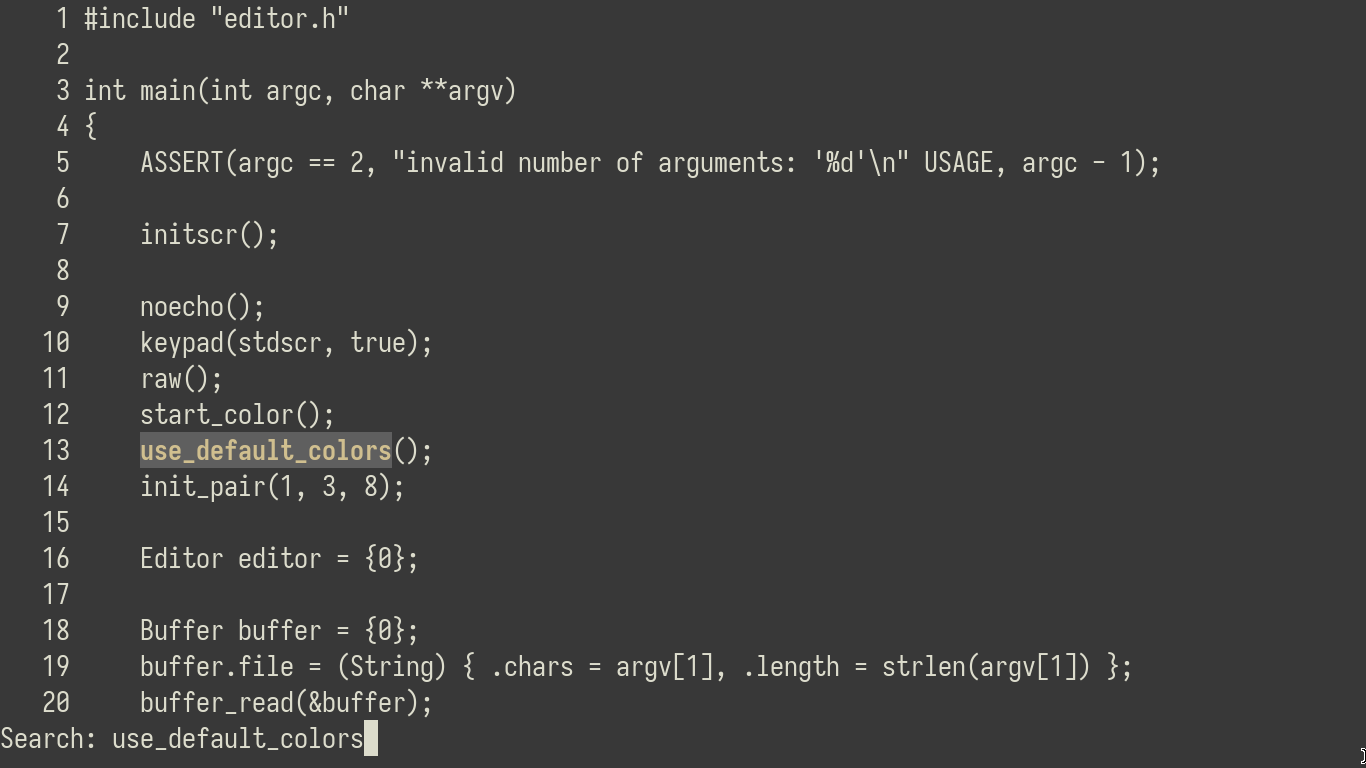 1 #include "editor.h"
2
3 int main(int argc, char **argv)
4 {
5     ASSERT(argc == 2, "invalid number of arguments: '%d'\n" USAGE, argc - 1);
6
7     initscr();
8
9     noecho();
10     keypad(stdscr, true);
11     raw();
12     start_color();
13     use_default_colors();
14     init_pair(1, 3, 8);
15
16     Editor editor = {0};
17
18     Buffer buffer = {0};
19     buffer.file = (String) { .chars = argv[1], .length = strlen(argv[1]) };
20     buffer_read(&buffer);
Search: use_default_colors